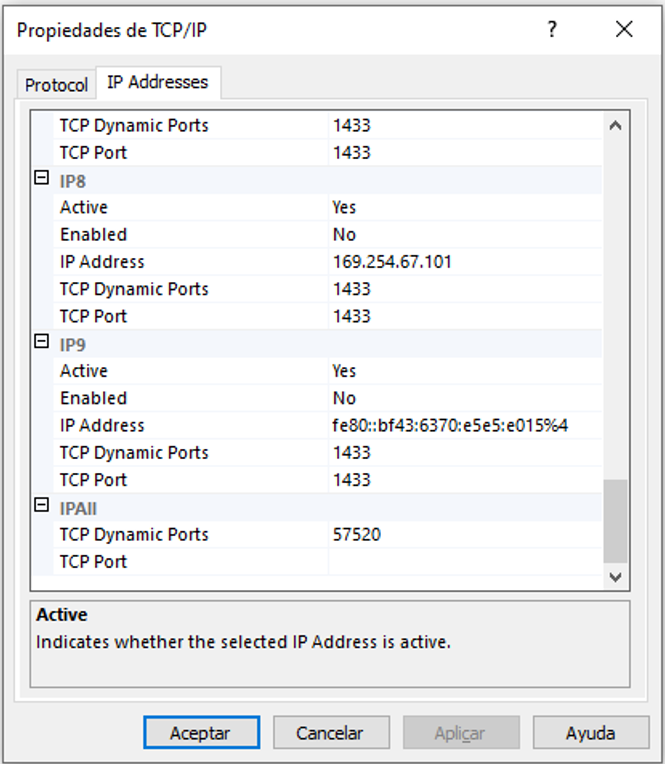 Propiedades de TCP/IP
Protocol IP Addresses
TCP Dynamic Ports 1433
TCP Port 1433
IP8
Active Yes
Enabled No
IP Address 169.254.67.101
TCP Dynamic Ports 1433
TCP Port 1433
IP9
Active Yes
Enabled No
IP Address fe80::bf43:6370:e5e5:e015%4
TCP Dynamic Ports 1433
TCP Port 1433
IPAll
TCP Dynamic Ports 57520
TCP Port
Active
Indicates whether the selected IP Address is active.
Aceptar Cancelar Aplicar Ayuda